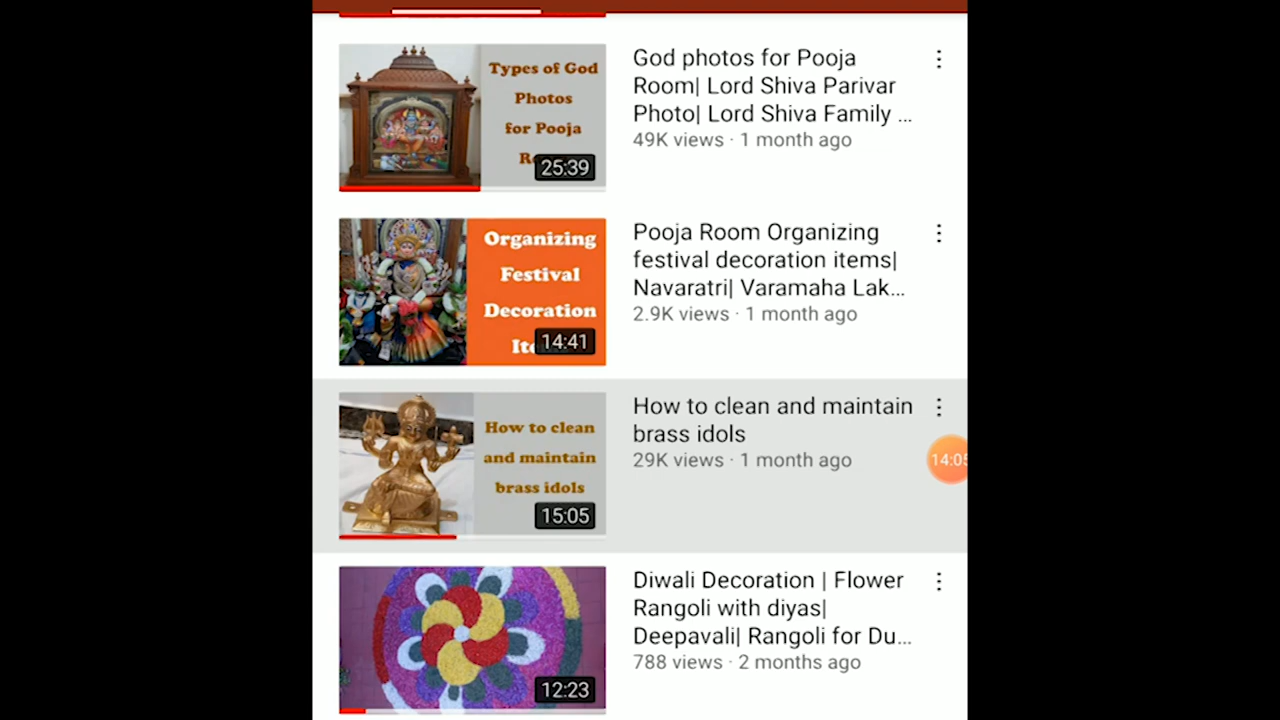 Types of God
Photos
for Pooja
25:39
God photos for Pooja
Room| Lord Shiva Parivar
Photo| Lord Shiva Family ...
49K views · 1 month ago
Organizing
Festival
Decoration
14:41
Pooja Room Organizing
festival decoration items|
Navaratri| Varamaha Lak...
2.9K views · 1 month ago
How to clean
and maintain
brass idols
15:05
How to clean and maintain
brass idols
29K views · 1 month ago
14:05
12:23
Diwali Decoration | Flower
Rangoli with diyas|
Deepavali| Rangoli for Du...
788 views · 2 months ago